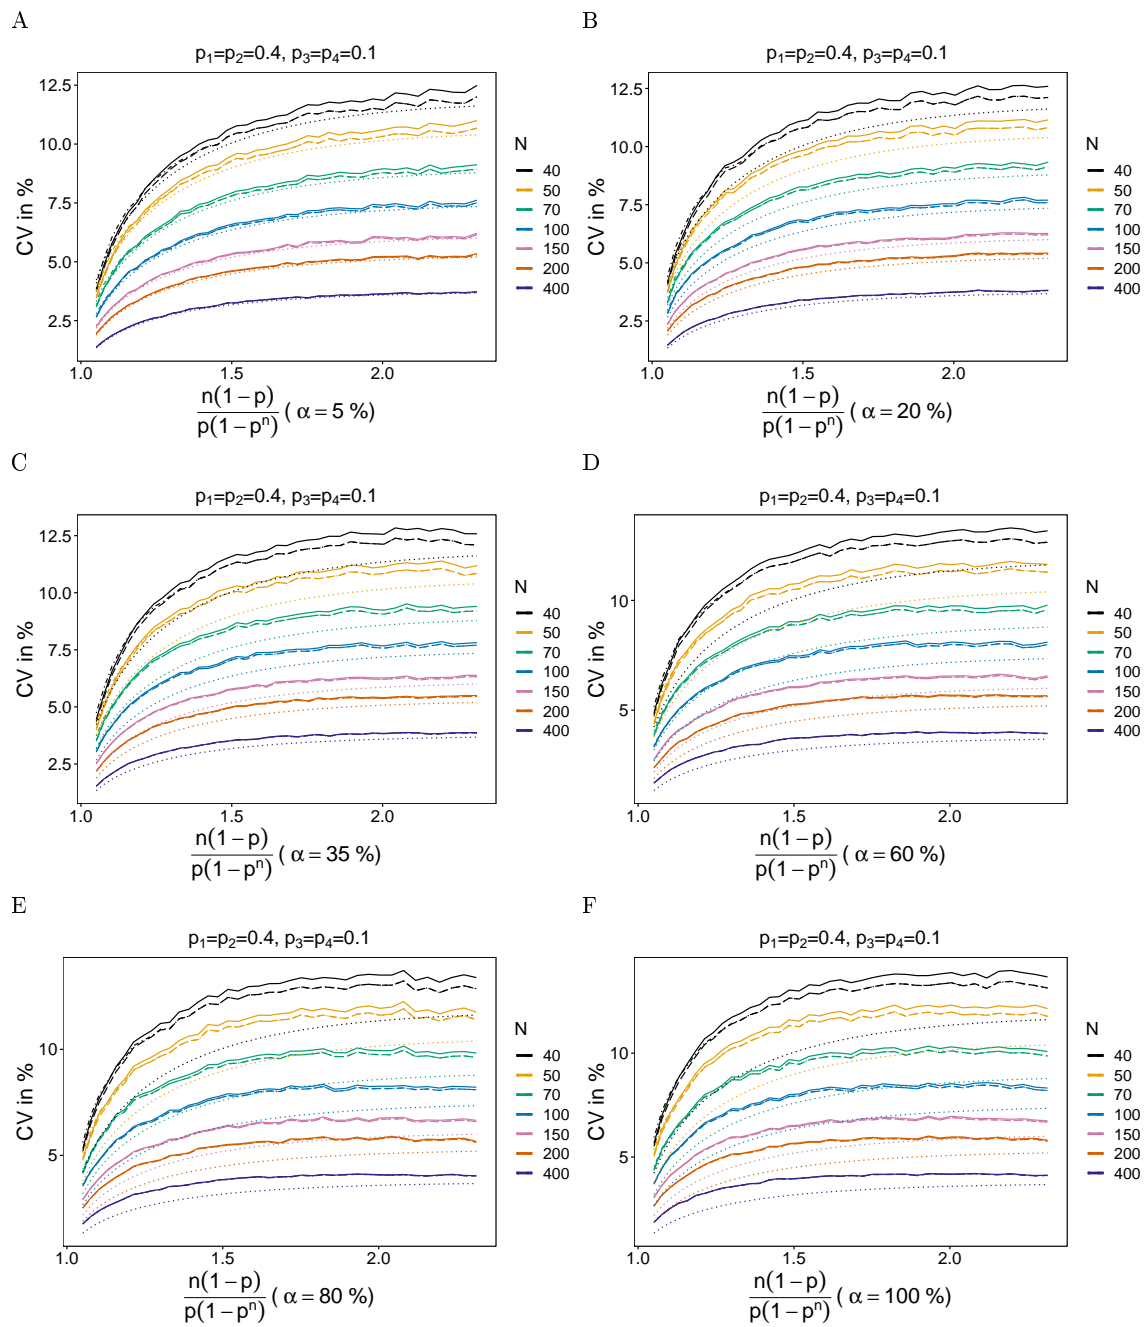 A
p₁=p₂=0.4, p₃=p₄=0.1
CV in %
12.5
10.0
7.5
5.0
2.5
1.0 1.5 2.0
n(1−p)
p(1−pⁿ) ( α = 5 %)
N
40
50
70
100
150
200
400
B
p₁=p₂=0.4, p₃=p₄=0.1
CV in %
12.5
10.0
7.5
5.0
2.5
1.0 1.5 2.0
n(1−p)
p(1−pⁿ) ( α = 20 %)
N
40
50
70
100
150
200
400
C
p₁=p₂=0.4, p₃=p₄=0.1
CV in %
12.5
10.0
7.5
5.0
2.5
1.0 1.5 2.0
n(1−p)
p(1−pⁿ) ( α = 35 %)
N
40
50
70
100
150
200
400
D
p₁=p₂=0.4, p₃=p₄=0.1
CV in %
10
5
1.0 1.5 2.0
n(1−p)
p(1−pⁿ) ( α = 60 %)
N
40
50
70
100
150
200
400
E
p₁=p₂=0.4, p₃=p₄=0.1
CV in %
10
5
1.0 1.5 2.0
n(1−p)
p(1−pⁿ) ( α = 80 %)
N
40
50
70
100
150
200
400
F
p₁=p₂=0.4, p₃=p₄=0.1
CV in %
10
5
1.0 1.5 2.0
n(1−p)
p(1−pⁿ) ( α = 100 %)
N
40
50
70
100
150
200
400